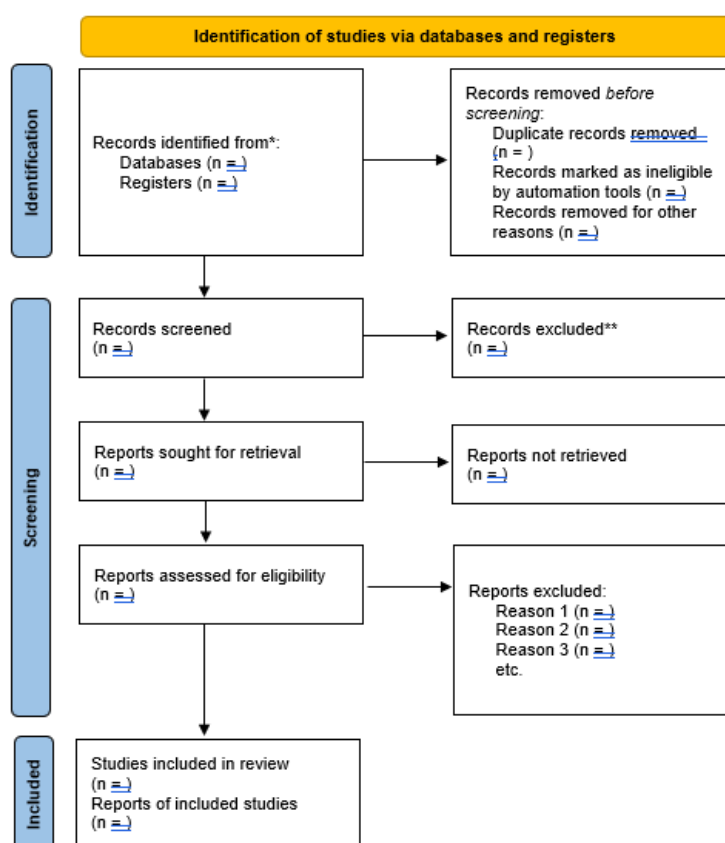 Identification of studies via databases and registers
Identification
Records identified from*:
Databases (n = )
Registers (n = )
Records removed before
screening:
Duplicate records removed
(n = )
Records marked as ineligible
by automation tools (n = )
Records removed for other
reasons (n = )
Screening
Records screened
(n = )
Records excluded**
(n = )
Reports sought for retrieval
(n = )
Reports not retrieved
(n = )
Reports assessed for eligibility
(n = )
Reports excluded:
Reason 1 (n = )
Reason 2 (n = )
Reason 3 (n = )
etc.
Included
Studies included in review
(n = )
Reports of included studies
(n = )